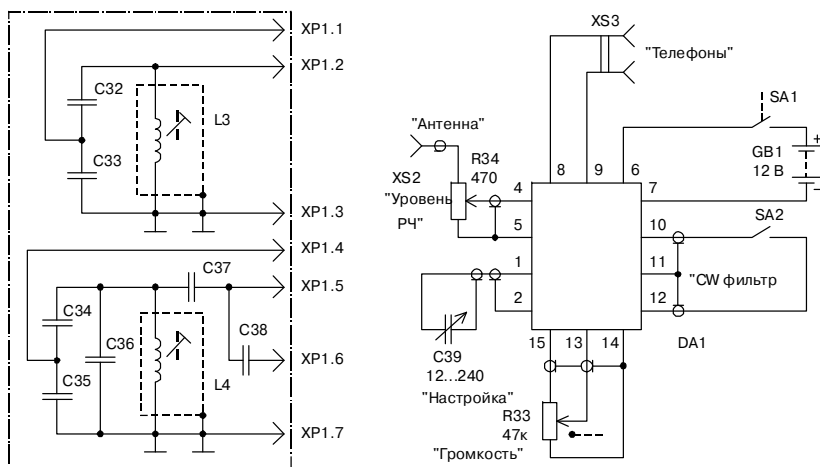 XP1.1
XP1.2
C32
L3
C33
XP1.3
XP1.4
C37
XP1.5
C34
C36
C38
XP1.6
C35
L4
XP1.7
XS3
"Телефоны"
SA1
"Антенна"
+
GB1
12 В
–
R34
470
XS2
"Уровень
РЧ"
8
9
6
4
7
5
10
SA2
1
11
"CW фильтр
2
12
C39
12...240
"Настройка"
15
13
14
DA1
R33
47к
"Громкость"